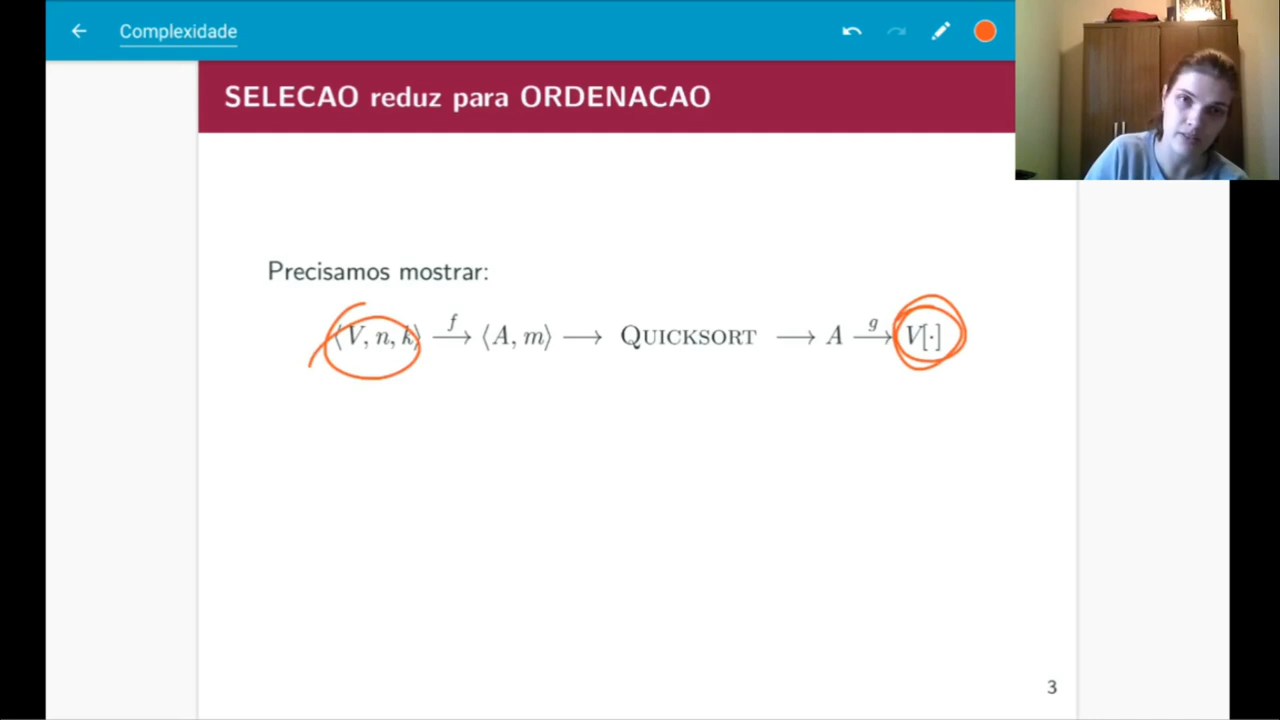 Complexidade
SELECAO reduz para ORDENACAO
Precisamos mostrar:
⟨V, n, k⟩ —f→ ⟨A, m⟩ ⟶ QUICKSORT ⟶ A —g→ V[·]
3